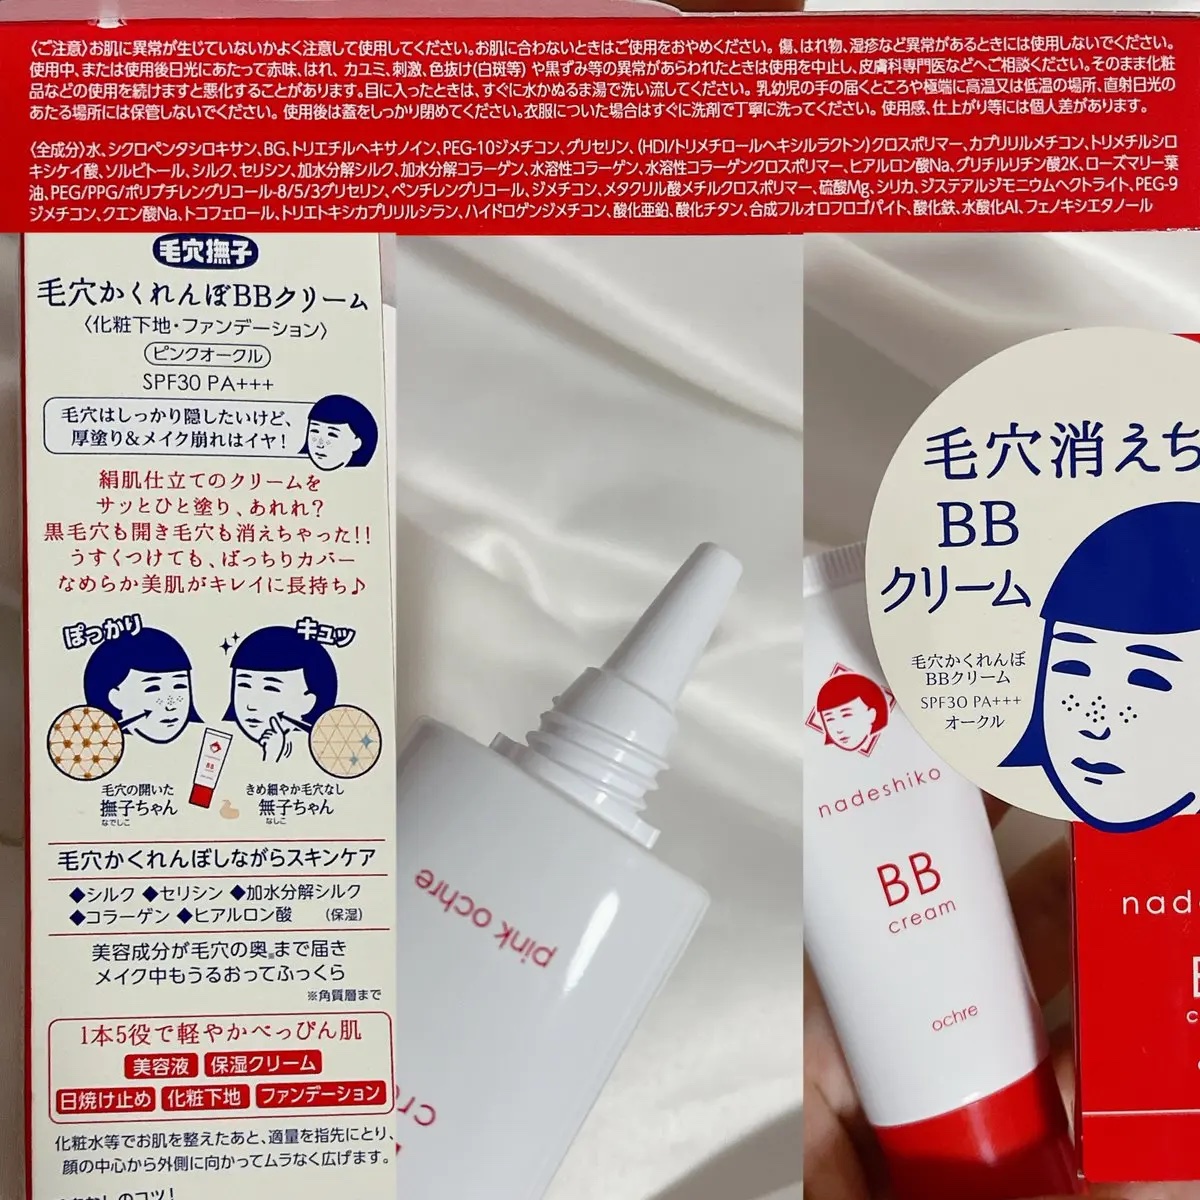 〈ご注意〉お肌に異常が生じていないかよく注意して使用してください。お肌に合わないときはご使用をおやめください。傷、はれ物、湿疹など異常があるときには使用しないでください。
使用中、または使用後日光にあたって赤味、はれ、カユミ、刺激、色抜け(白斑等)や黒ずみ等の異常があらわれたときは使用を中止し、皮膚科専門医などへご相談ください。そのまま化粧
品などの使用を続けますと悪化することがあります。目に入ったときは、すぐに水かぬるま湯で洗い流してください。乳幼児の手の届くところや極端に高温又は低温の場所、直射日光の
あたる場所には保管しないでください。使用後は蓋をしっかり閉めてください。衣服についた場合はすぐに洗剤で丁寧に洗ってください。使用感、仕上がり等には個人差があります。
〈全成分〉水、シクロペンタシロキサン、BG、トリエチルヘキサノイン、PEG-10ジメチコン、グリセリン、(HDI/トリメチロールヘキシルラクトン)クロスポリマー、カプリリルメチコン、トリメチルシロ
キシケイ酸、ソルビトール、シルク、セリシン、加水分解シルク、加水分解コラーゲン、水溶性コラーゲン、水溶性コラーゲンクロスポリマー、ヒアルロン酸Na、グリチルリチン酸2K、ローズマリー葉
油、PEG/PPG/ポリブチレングリコール-8/5/3グリセリン、ペンチレングリコール、ジメチコン、メタクリル酸メチルクロスポリマー、硫酸Mg、シリカ、ジステアルジモニウムヘクトライト、PEG-9
ジメチコン、クエン酸Na、トコフェロール、トリエトキシカプリリルシラン、ハイドロゲンジメチコン、酸化亜鉛、酸化チタン、合成フルオロフロゴパイト、酸化鉄、水酸化Al、フェノキシエタノール
毛穴撫子
毛穴かくれんぼBBクリーム
〈化粧下地・ファンデーション〉
ピンクオークル
SPF30 PA+++
毛穴はしっかり隠したいけど、
厚塗り&メイク崩れはイヤ!
絹肌仕立てのクリームを
サッとひと塗り、あれれ?
黒毛穴も開き毛穴も消えちゃった!!
うすくつけても、ばっちりカバー
なめらか美肌がキレイに長持ち♪
ぽっかり
キュッ
毛穴の開いた
撫子ちゃん
なでしこ
きめ細やか毛穴なし
無子ちゃん
なしこ
毛穴かくれんぼしながらスキンケア
◆シルク ◆セリシン ◆加水分解シルク
◆コラーゲン ◆ヒアルロン酸 (保湿)
美容成分が毛穴の奥※まで届き
メイク中もうるおってふっくら
※角質層まで
1本5役で軽やかべっぴん肌
美容液 保湿クリーム
日焼け止め 化粧下地 ファンデーション
化粧水等でお肌を整えたあと、適量を指先にとり、
顔の中心から外側に向かってムラなく広げます。
pink ochre
毛穴消えち
BB
クリーム
毛穴かくれんぼ
BBクリーム
SPF30 PA+++
オークル
nadeshiko
BB
cream
ochre
nad